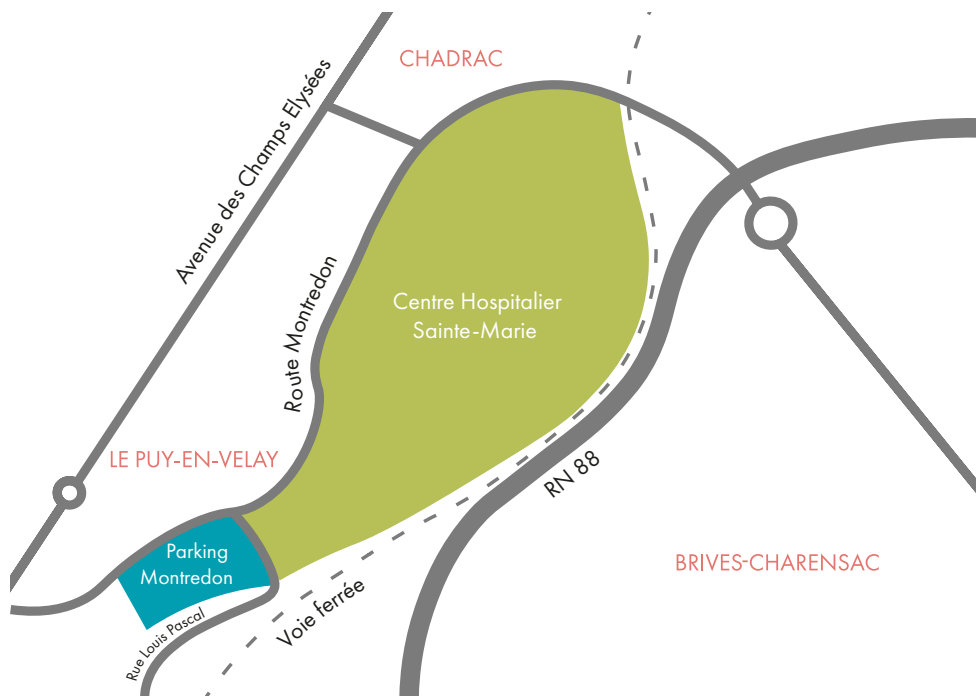 CHADRAC
Avenue des Champs Elysées
Route Montredon
Centre Hospitalier
Sainte-Marie
LE PUY-EN-VELAY
RN 88
Parking
Montredon
BRIVES-CHARENSAC
Voie ferrée
Rue Louis Pascal